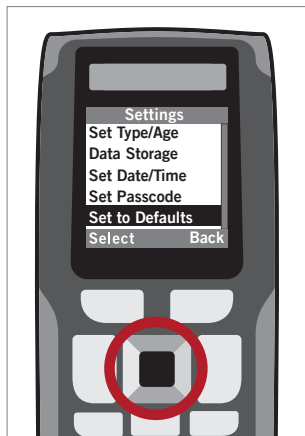 Settings
Set Type/Age
Data Storage
Set Date/Time
Set Passcode
Set to Defaults
Select Back